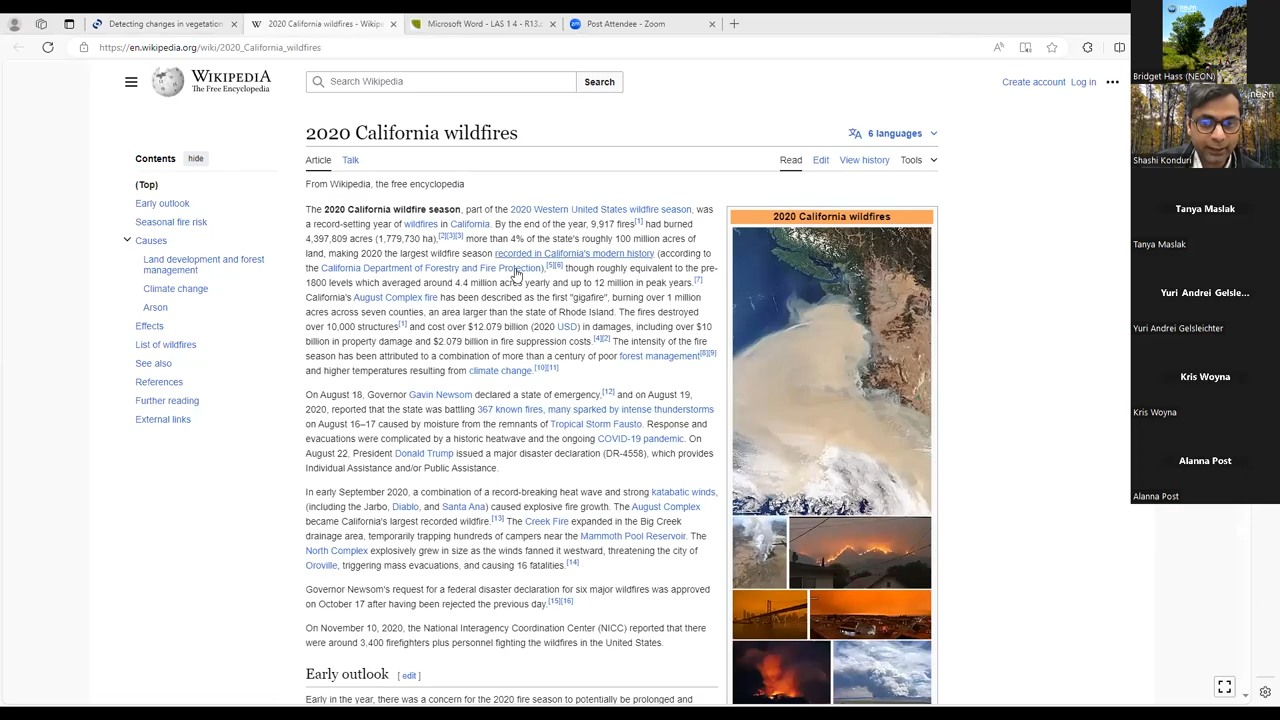 Detecting changes in vegetation
2020 California wildfires - Wikipe
Microsoft Word - LAS 1 4 - R13.
Post Attendee - Zoom
https://en.wikipedia.org/wiki/2020_California_wildfires
WIKIPEDIA
The Free Encyclopedia
Search Wikipedia
Search
Create account Log in
2020 California wildfires
6 languages
Article Talk
Read Edit View history Tools
From Wikipedia, the free encyclopedia
Contents hide
(Top)
Early outlook
Seasonal fire risk
Causes
Land development and forest
management
Climate change
Arson
Effects
List of wildfires
See also
References
Further reading
External links
The 2020 California wildfire season, part of the 2020 Western United States wildfire season, was
a record-setting year of wildfires in California. By the end of the year, 9,917 fires[1] had burned
4,397,809 acres (1,779,730 ha),[2][3][3] more than 4% of the state's roughly 100 million acres of
land, making 2020 the largest wildfire season recorded in California's modern history (according to
the California Department of Forestry and Fire Protection),[5][6] though roughly equivalent to the pre-
1800 levels which averaged around 4.4 million acres yearly and up to 12 million in peak years.[7]
California's August Complex fire has been described as the first "gigafire", burning over 1 million
acres across seven counties, an area larger than the state of Rhode Island. The fires destroyed
over 10,000 structures[1] and cost over $12.079 billion (2020 USD) in damages, including over $10
billion in property damage and $2.079 billion in fire suppression costs.[4][2] The intensity of the fire
season has been attributed to a combination of more than a century of poor forest management[8][9]
and higher temperatures resulting from climate change.[10][11]
On August 18, Governor Gavin Newsom declared a state of emergency,[12] and on August 19,
2020, reported that the state was battling 367 known fires, many sparked by intense thunderstorms
on August 16–17 caused by moisture from the remnants of Tropical Storm Fausto. Response and
evacuations were complicated by a historic heatwave and the ongoing COVID-19 pandemic. On
August 22, President Donald Trump issued a major disaster declaration (DR-4558), which provides
Individual Assistance and/or Public Assistance.
In early September 2020, a combination of a record-breaking heat wave and strong katabatic winds,
(including the Jarbo, Diablo, and Santa Ana) caused explosive fire growth. The August Complex
became California's largest recorded wildfire.[13] The Creek Fire expanded in the Big Creek
drainage area, temporarily trapping hundreds of campers near the Mammoth Pool Reservoir. The
North Complex explosively grew in size as the winds fanned it westward, threatening the city of
Oroville, triggering mass evacuations, and causing 16 fatalities.[14]
Governor Newsom's request for a federal disaster declaration for six major wildfires was approved
on October 17 after having been rejected the previous day.[15][16]
On November 10, 2020, the National Interagency Coordination Center (NICC) reported that there
were around 3,400 firefighters plus personnel fighting the wildfires in the United States.
Early outlook [ edit ]
Early in the year, there was a concern for the 2020 fire season to potentially be prolonged and
2020 California wildfires
neon
Bridget Hass (NEON)
neon
Shashi Konduri
Tanya Maslak
Tanya Maslak
Yuri Andrei Gelsle...
Yuri Andrei Gelsleichter
Kris Woyna
Kris Woyna
Alanna Post
Alanna Post